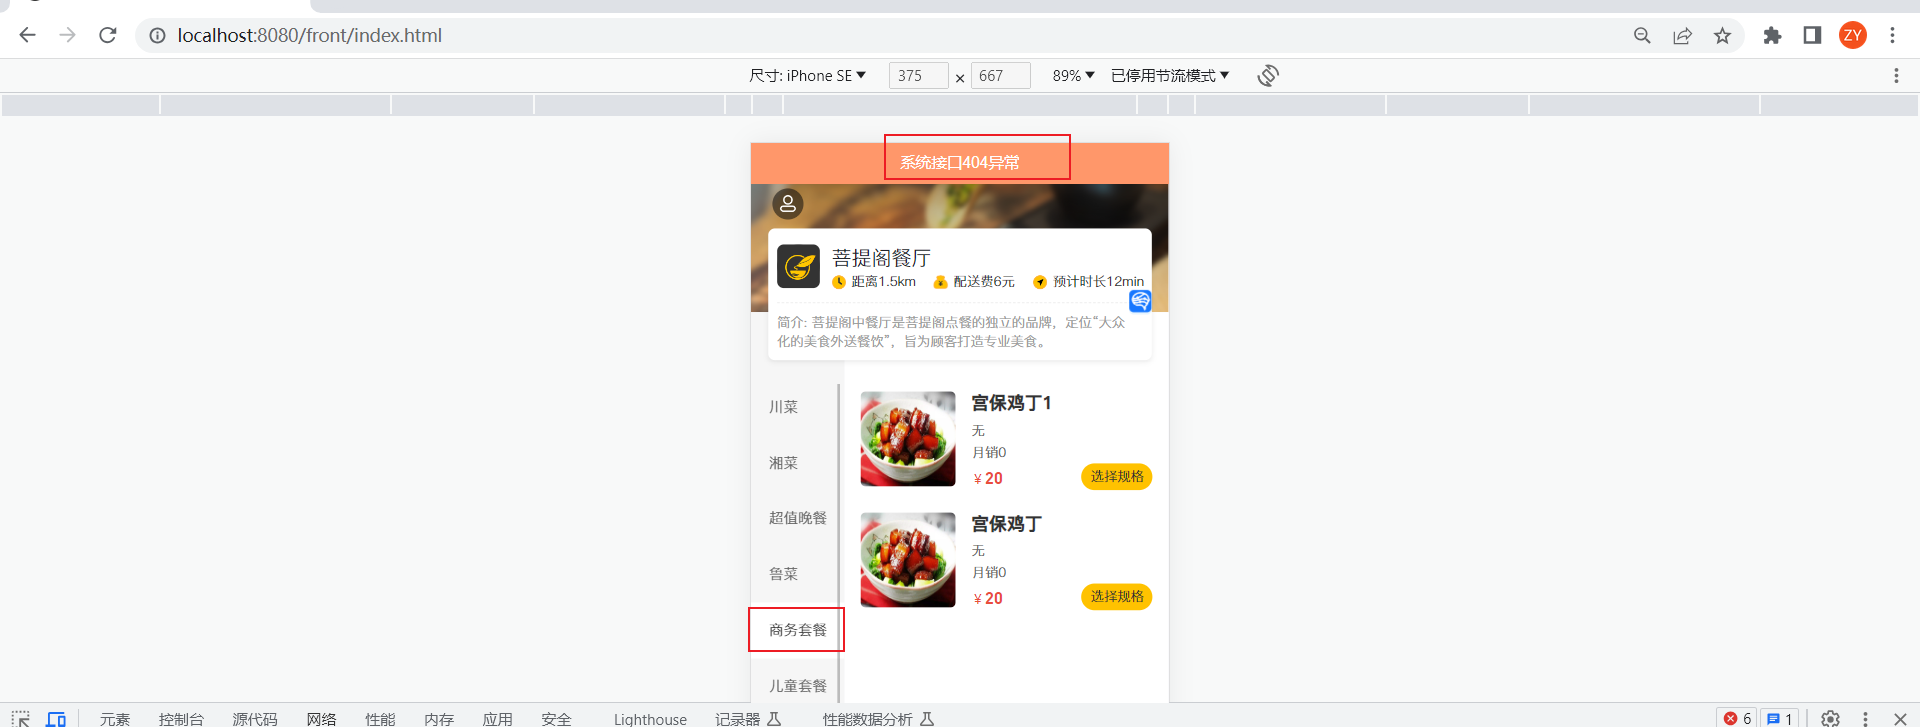 localhost:8080/front/index.html
ZY
尺寸: iPhone SE
375 × 667
89%
已停用节流模式
系统接口404异常
菩提阁餐厅
距离1.5km
配送费6元
预计时长12min
简介: 菩提阁中餐厅是菩提阁点餐的独立的品牌，定位“大众
化的美食外送餐饮”，旨为顾客打造专业美食。
川菜
湘菜
超值晚餐
鲁菜
商务套餐
儿童套餐
宫保鸡丁1
无
月销0
￥20
选择规格
宫保鸡丁
无
月销0
￥20
选择规格
元素 控制台 源代码 网络 性能 内存 应用 安全 Lighthouse 记录器 性能数据分析 6 1